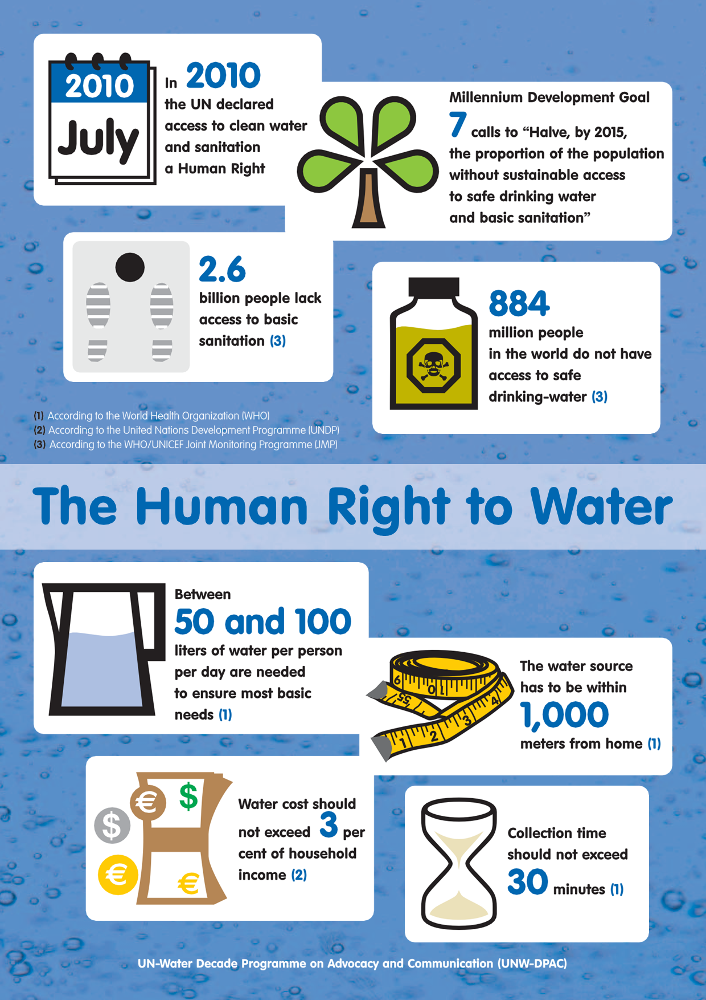 2010
July
In 2010
the UN declared
access to clean water
and sanitation
a Human Right
Millennium Development Goal
7 calls to “Halve, by 2015,
the proportion of the population
without sustainable access
to safe drinking water
and basic sanitation”
2.6
billion people lack
access to basic
sanitation (3)
884
million people
in the world do not have
access to safe
drinking-water (3)
(1) According to the World Health Organization (WHO)
(2) According to the United Nations Development Programme (UNDP)
(3) According to the WHO/UNICEF Joint Monitoring Programme (JMP)
The Human Right to Water
Between
50 and 100
liters of water per person
per day are needed
to ensure most basic
needs (1)
9 10
55
1 2 3 4
The water source
has to be within
1,000
meters from home (1)
€ $
$
€ €
Water cost should
not exceed 3 per
cent of household
income (2)
Collection time
should not exceed
30 minutes (1)
UN-Water Decade Programme on Advocacy and Communication (UNW-DPAC)